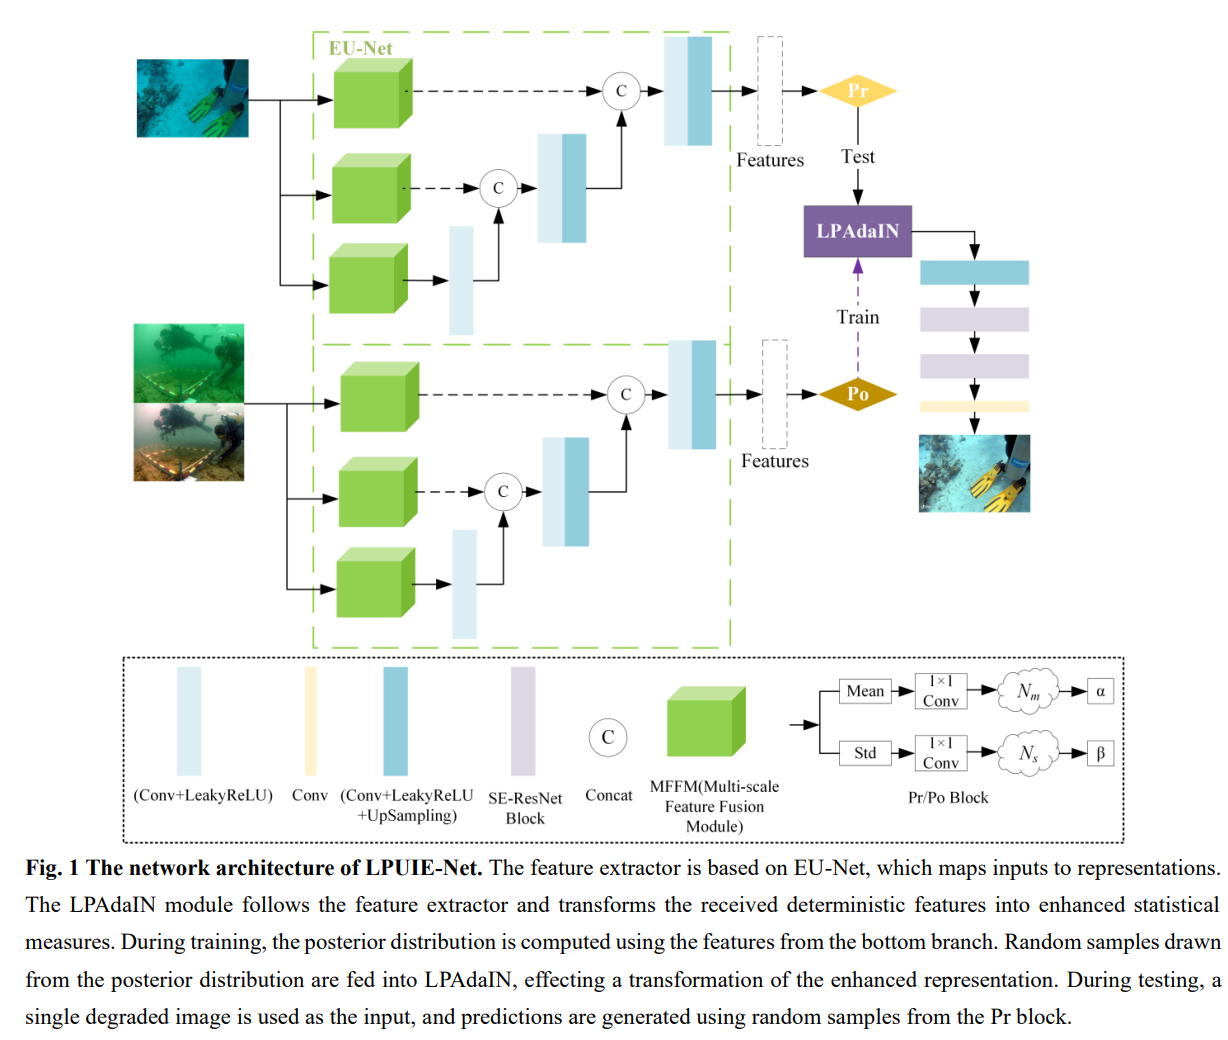 EU-Net
C
Pr
Features
Test
C
LPAdaIN
Train
C
Po
Features
C
Mean
1×1
Conv
Nm
α
C
Std
1×1
Conv
Ns
β
(Conv+LeakyReLU)
Conv
(Conv+LeakyReLU
+UpSampling)
SE-ResNet
Block
Concat
MFFM(Multi-scale
Feature Fusion
Module)
Pr/Po Block
Fig. 1 The network architecture of LPUIE-Net. The feature extractor is based on EU-Net, which maps inputs to representations.
The LPAdaIN module follows the feature extractor and transforms the received deterministic features into enhanced statistical
measures. During training, the posterior distribution is computed using the features from the bottom branch. Random samples drawn
from the posterior distribution are fed into LPAdaIN, effecting a transformation of the enhanced representation. During testing, a
single degraded image is used as the input, and predictions are generated using random samples from the Pr block.